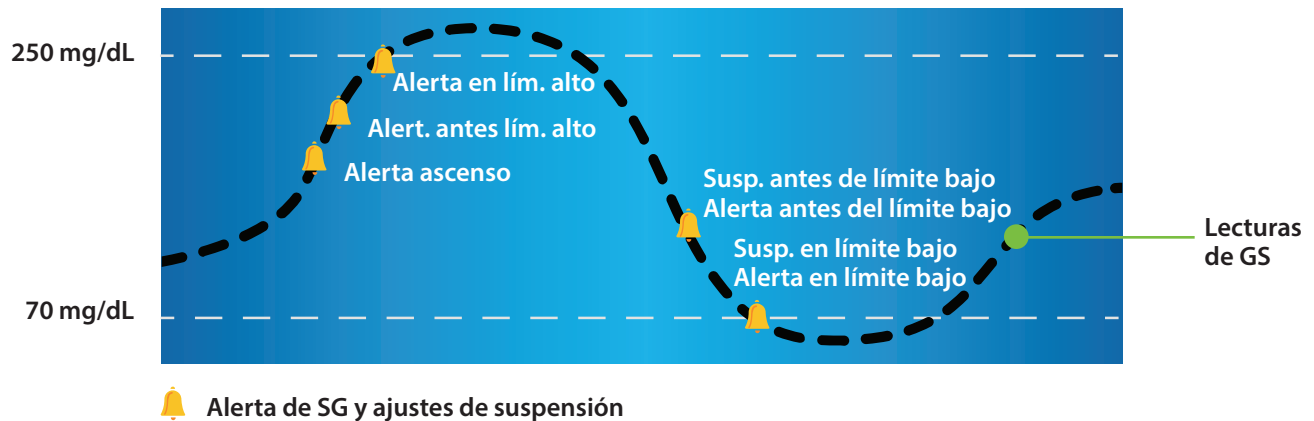 250 mg/dL
Alerta en lím. alto
Alert. antes lím. alto
Alerta ascenso
Susp. antes de límite bajo
Alerta antes del límite bajo
Susp. en límite bajo
Alerta en límite bajo
Lecturas
de GS
70 mg/dL
Alerta de SG y ajustes de suspensión